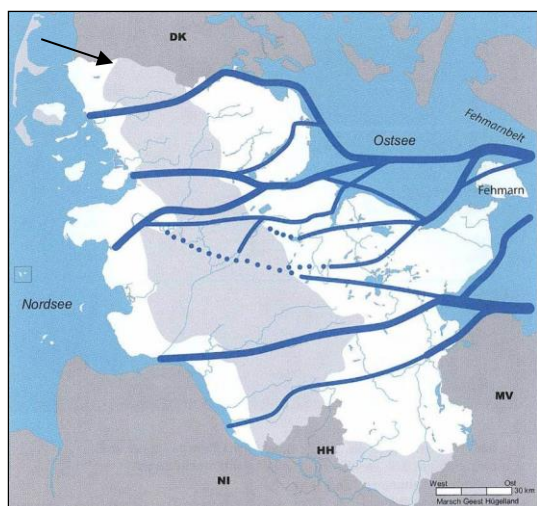 DK
Ostsee
Fehmarnbelt
Fehmarn
Nordsee
MV
HH
NI
West Ost
30 km
Marsch Geest Hügelland